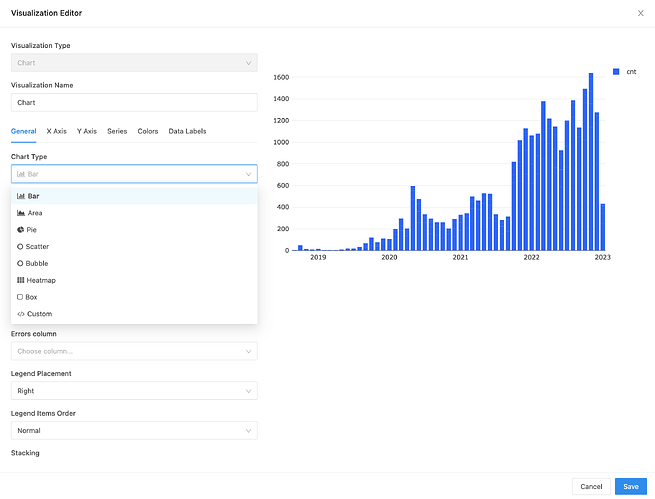 Visualization Editor
Visualization Type
Chart
Visualization Name
Chart
General X Axis Y Axis Series Colors Data Labels
Chart Type
Bar
Bar
Area
Pie
Scatter
Bubble
Heatmap
Box
Custom
Errors column
Choose column...
Legend Placement
Right
Legend Items Order
Normal
Stacking
cnt
1600
1400
1200
1000
800
600
400
200
0
2019 2020 2021 2022 2023
Cancel Save